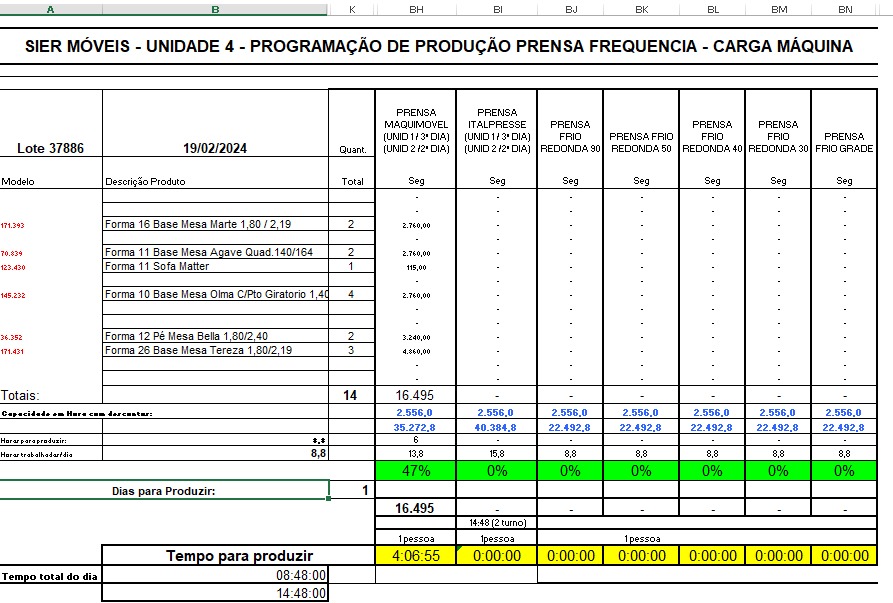 A B K BH BI BJ BK BL BM BN
SIER MÓVEIS - UNIDADE 4 - PROGRAMAÇÃO DE PRODUÇÃO PRENSA FREQUENCIA - CARGA MÁQUINA
Lote 37886 19/02/2024 Quant. PRENSA MAQUIMOVEL (UNID 1 / 3ª DIA) (UNID 2 /2ª DIA) PRENSA ITALPRESSE (UNID 1 / 3ª DIA) (UNID 2 /2ª DIA) PRENSA FRIO REDONDA 90 PRENSA FRIO REDONDA 50 PRENSA FRIO REDONDA 40 PRENSA FRIO REDONDA 30 PRENSA FRIO GRADE
Modelo Descrição Produto Total Seg Seg Seg Seg Seg Seg Seg
- - - - - - -
- - - - - - -
171.393 Forma 16 Base Mesa Marte 1,80 / 2,19 2 2.760,00 - - - - - -
- - - - - - -
70.839 Forma 11 Base Mesa Agave Quad.140/164 2 2.760,00 - - - - - -
123.430 Forma 11 Sofa Matter 1 115,00 - - - - - -
- - - - - - -
145.232 Forma 10 Base Mesa Olma C/Pto Giratorio 1,40 4 2.760,00 - - - - - -
- - - - - - -
- - - - - - -
36.352 Forma 12 Pé Mesa Bella 1,80/2,40 2 3.240,00 - - - - - -
171.431 Forma 26 Base Mesa Tereza 1,80/2,19 3 4.860,00 - - - - - -
- - - - - - -
- - - - - - -
Totais: 14 16.495 - - - - - -
Capacidade em Hora com descontos: 2.556,0 2.556,0 2.556,0 2.556,0 2.556,0 2.556,0 2.556,0
35.272,8 40.384,8 22.492,8 22.492,8 22.492,8 22.492,8 22.492,8
Horas para produzir: 8,8 6 - - - - - -
Horas trabalhadas/dia 8,8 13,8 15,8 8,8 8,8 8,8 8,8 8,8
47% 0% 0% 0% 0% 0% 0%
Dias para Produzir: 1
16.495 - - - - - -
14:48 (2 turno)
1pessoa 1pessoa 1pessoa
Tempo para produzir 4:06:55 0:00:00 0:00:00 0:00:00 0:00:00 0:00:00 0:00:00
Tempo total do dia 08:48:00
14:48:00